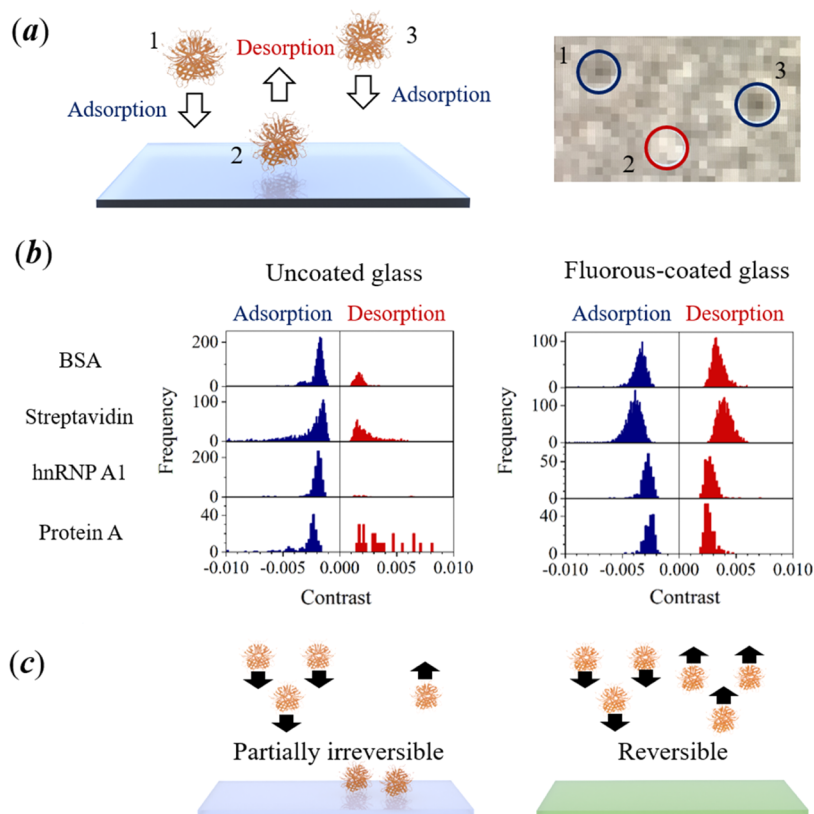 (a)
1
Desorption
3
Adsorption
Adsorption
2
1
3
2
(b)
Uncoated glass
Fluorous-coated glass
Adsorption
Desorption
Adsorption
Desorption
BSA
Streptavidin
hnRNP A1
Protein A
Frequency
200
0
100
0
200
0
40
0
-0.010
-0.005
0.000
0.005
0.010
Contrast
Frequency
100
0
100
0
50
0
40
0
-0.010
-0.005
0.000
0.005
0.010
Contrast
(c)
Partially irreversible
Reversible